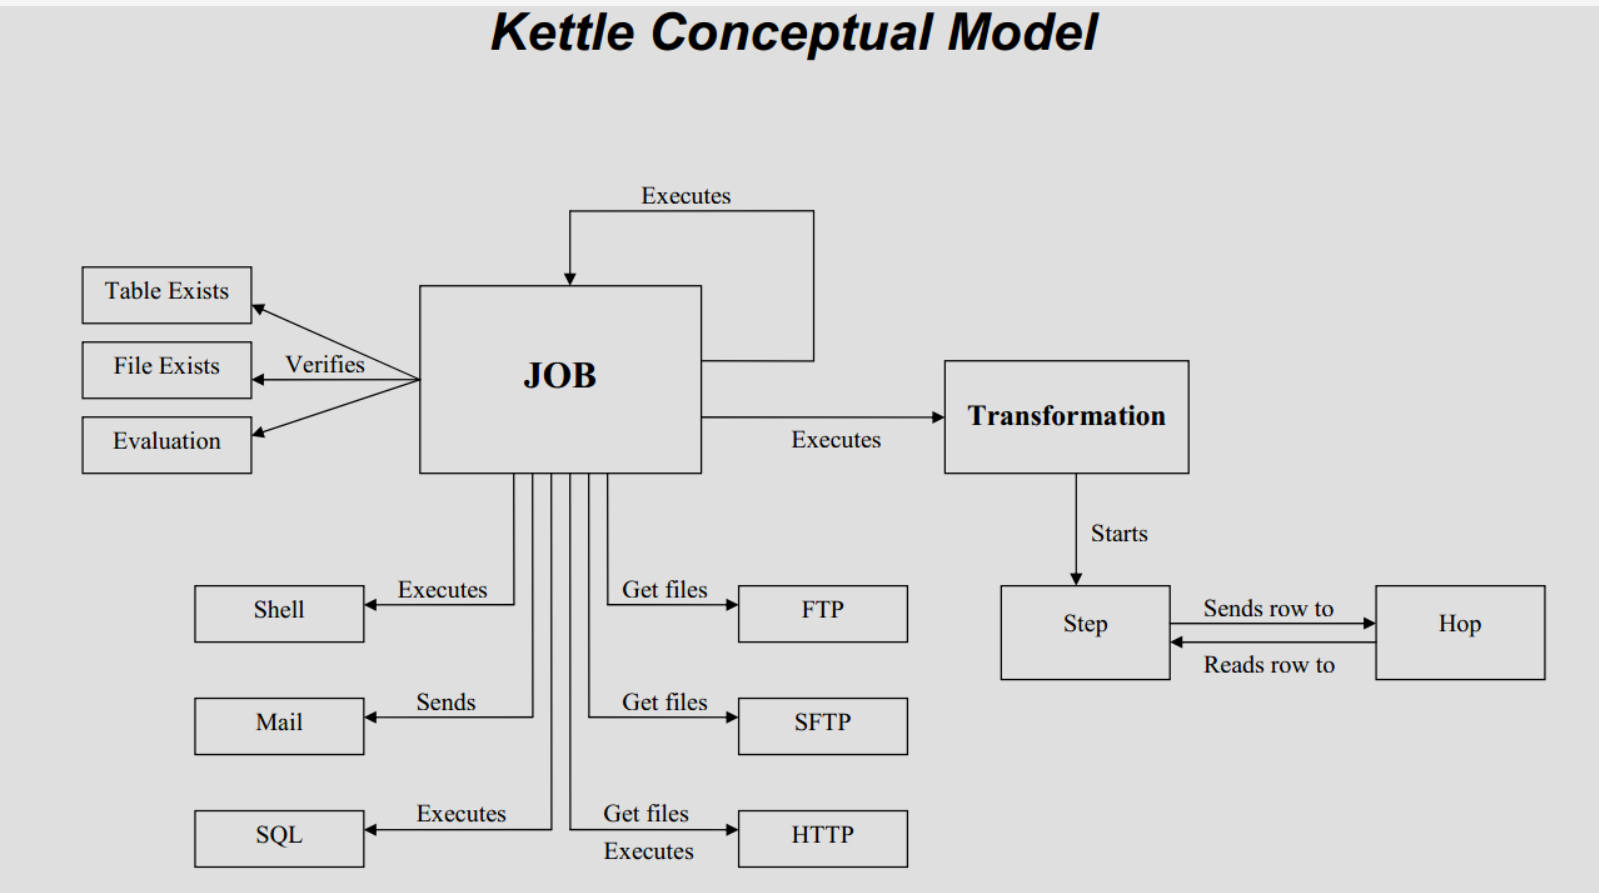 Kettle Conceptual Model
Executes
Table Exists
File Exists
Verifies
Evaluation
JOB
Executes
Transformation
Starts
Shell
Executes
Get files
FTP
Step
Sends row to
Reads row to
Hop
Mail
Sends
Get files
SFTP
SQL
Executes
Get files
Executes
HTTP